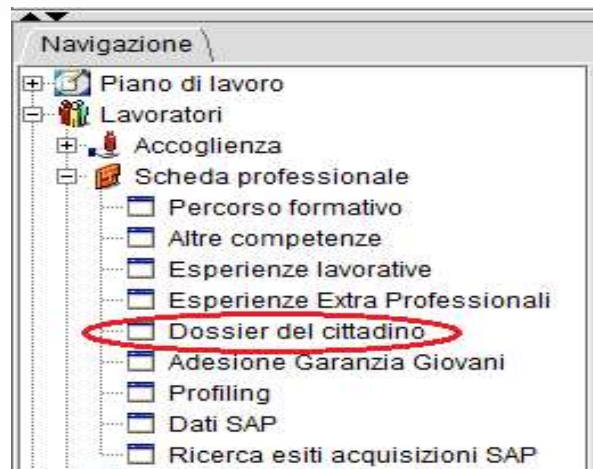 Navigazione
Piano di lavoro
Lavoratori
Accoglienza
Scheda professionale
Percorso formativo
Altre competenze
Esperienze lavorative
Esperienze Extra Professionali
Dossier del cittadino
Adesione Garanzia Giovani
Profiling
Dati SAP
Ricerca esiti acquisizioni SAP